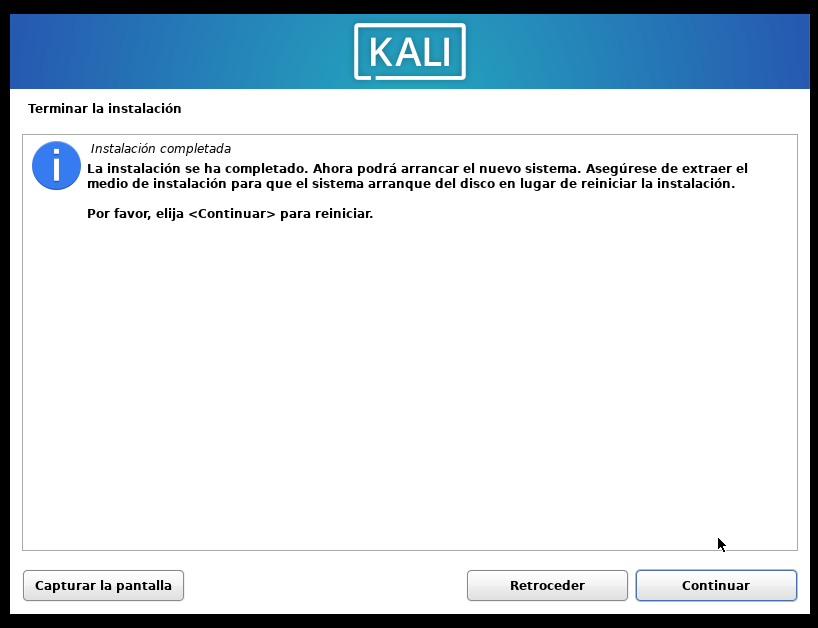 KALI
Terminar la instalación
Instalación completada
La instalación se ha completado. Ahora podrá arrancar el nuevo sistema. Asegúrese de extraer el
medio de instalación para que el sistema arranque del disco en lugar de reiniciar la instalación.
Por favor, elija <Continuar> para reiniciar.
Capturar la pantalla
Retroceder
Continuar